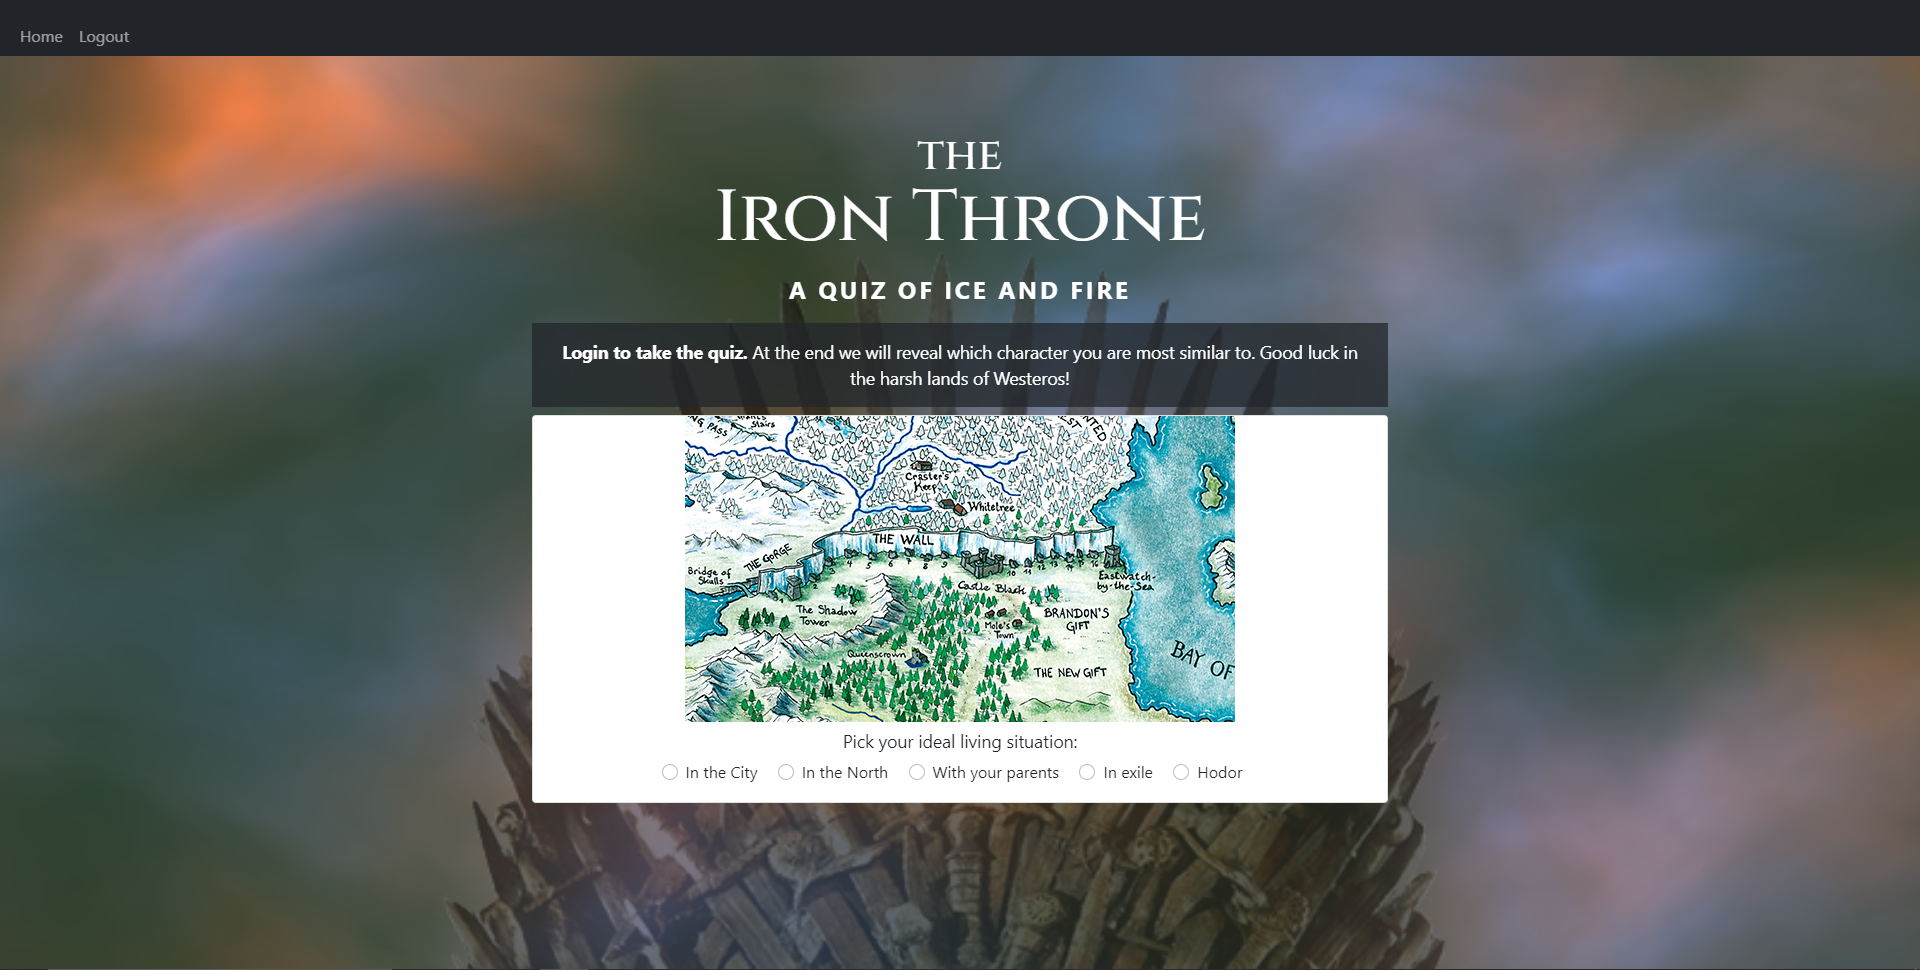 Home Logout
THE
IRON THRONE
A QUIZ OF ICE AND FIRE
Login to take the quiz. At the end we will reveal which character you are most similar to. Good luck in
the harsh lands of Westeros!
PASS
Stairs
Craster's
Keep
Whitetree
THE WALL
THE GORGE
Bridge of
Skulls
Castle Black
Eastwatch-
by-the-Sea
The Shadow
Tower
BRANDON'S
GIFT
Mole's
Town
Queenscrown
THE NEW GIFT
BAY OF
Pick your ideal living situation:
In the City In the North With your parents In exile Hodor